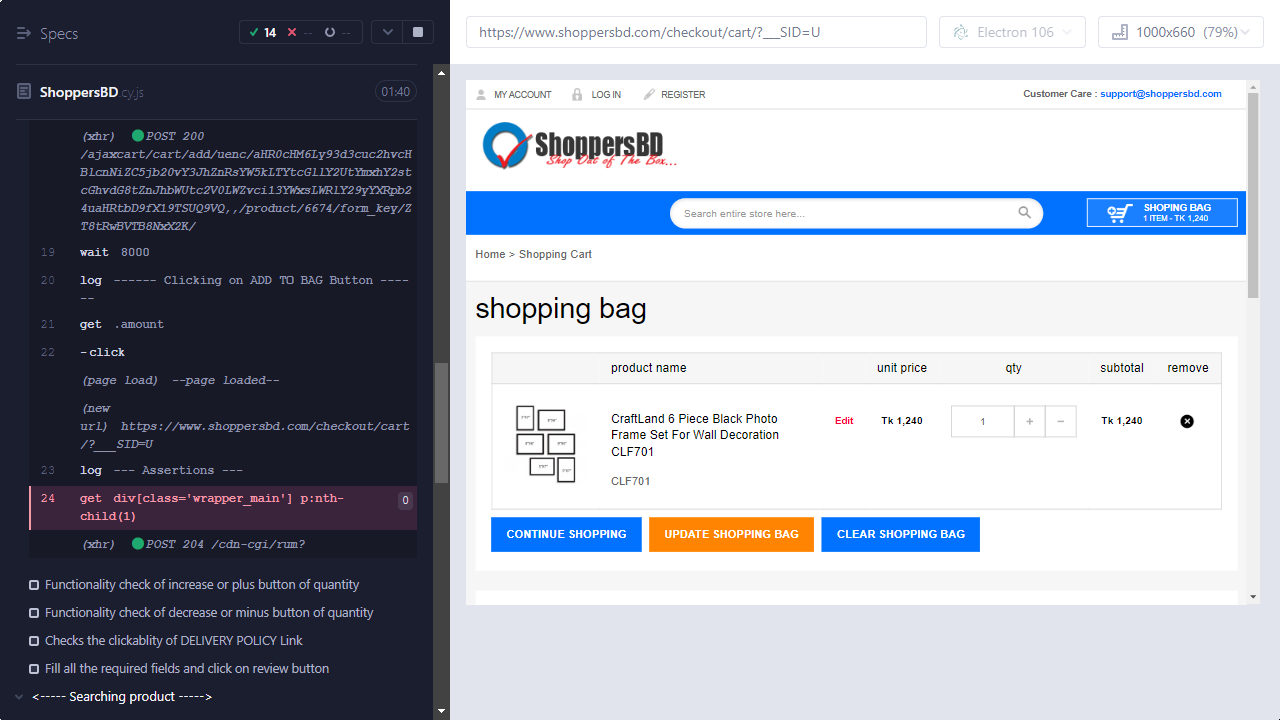 Specs
14
--
--
https://www.shoppersbd.com/checkout/cart/?___SID=U
Electron 106
1000x660 (79%)
ShoppersBD.cy.js
01:40
(xhr) POST 200
/ajaxcart/cart/add/uenc/
(page load) --page loaded--
19 wait 8000
20 log ------ Clicking on ADD TO BAG Button ----
--
21 get .amount
22 -click
(new
url) https://www.shoppersbd.com/checkout/cart
/?___SID=U
23 log --- Assertions ---
24 get div[class='wrapper_main'] p:nth-
child(1)
0
(xhr) POST 204 /cdn-cgi/rum?
Functionality check of increase or plus button of quantity
Functionality check of decrease or minus button of quantity
Checks the clickablity of DELIVERY POLICY Link
Fill all the required fields and click on review button
<----- Searching product ----->
MY ACCOUNT
LOG IN
REGISTER
Customer Care : support@shoppersbd.com
ShoppersBD
Shop Out of The Box...
Search entire store here...
SHOPING BAG
1 ITEM - TK 1,240
Home > Shopping Cart
shopping bag
product name
unit price
qty
subtotal
remove
CraftLand 6 Piece Black Photo
Frame Set For Wall Decoration
CLF701
CLF701
Edit
Tk 1,240
1
+
−
Tk 1,240
CONTINUE SHOPPING
UPDATE SHOPPING BAG
CLEAR SHOPPING BAG